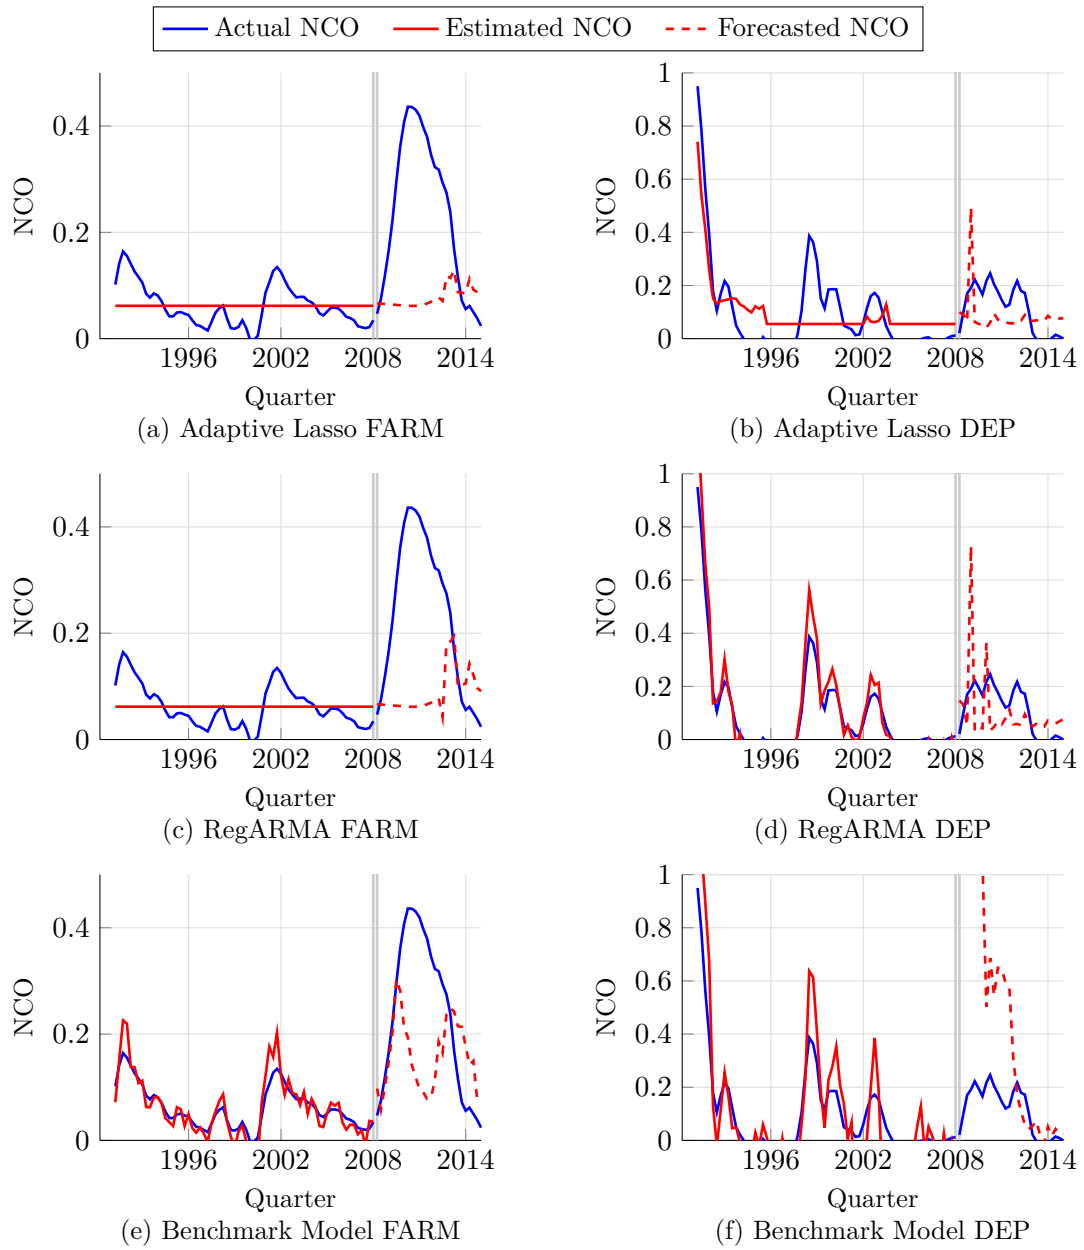 Actual NCO Estimated NCO Forecasted NCO
0.4
0.2
0
NCO
1996 2002 2008 2014
Quarter
(a) Adaptive Lasso FARM
1
0.8
0.6
0.4
0.2
0
NCO
1996 2002 2008 2014
Quarter
(b) Adaptive Lasso DEP
0.4
0.2
0
NCO
1996 2002 2008 2014
Quarter
(c) RegARMA FARM
1
0.8
0.6
0.4
0.2
0
NCO
1996 2002 2008 2014
Quarter
(d) RegARMA DEP
0.4
0.2
0
NCO
1996 2002 2008 2014
Quarter
(e) Benchmark Model FARM
1
0.8
0.6
0.4
0.2
0
NCO
1996 2002 2008 2014
Quarter
(f) Benchmark Model DEP